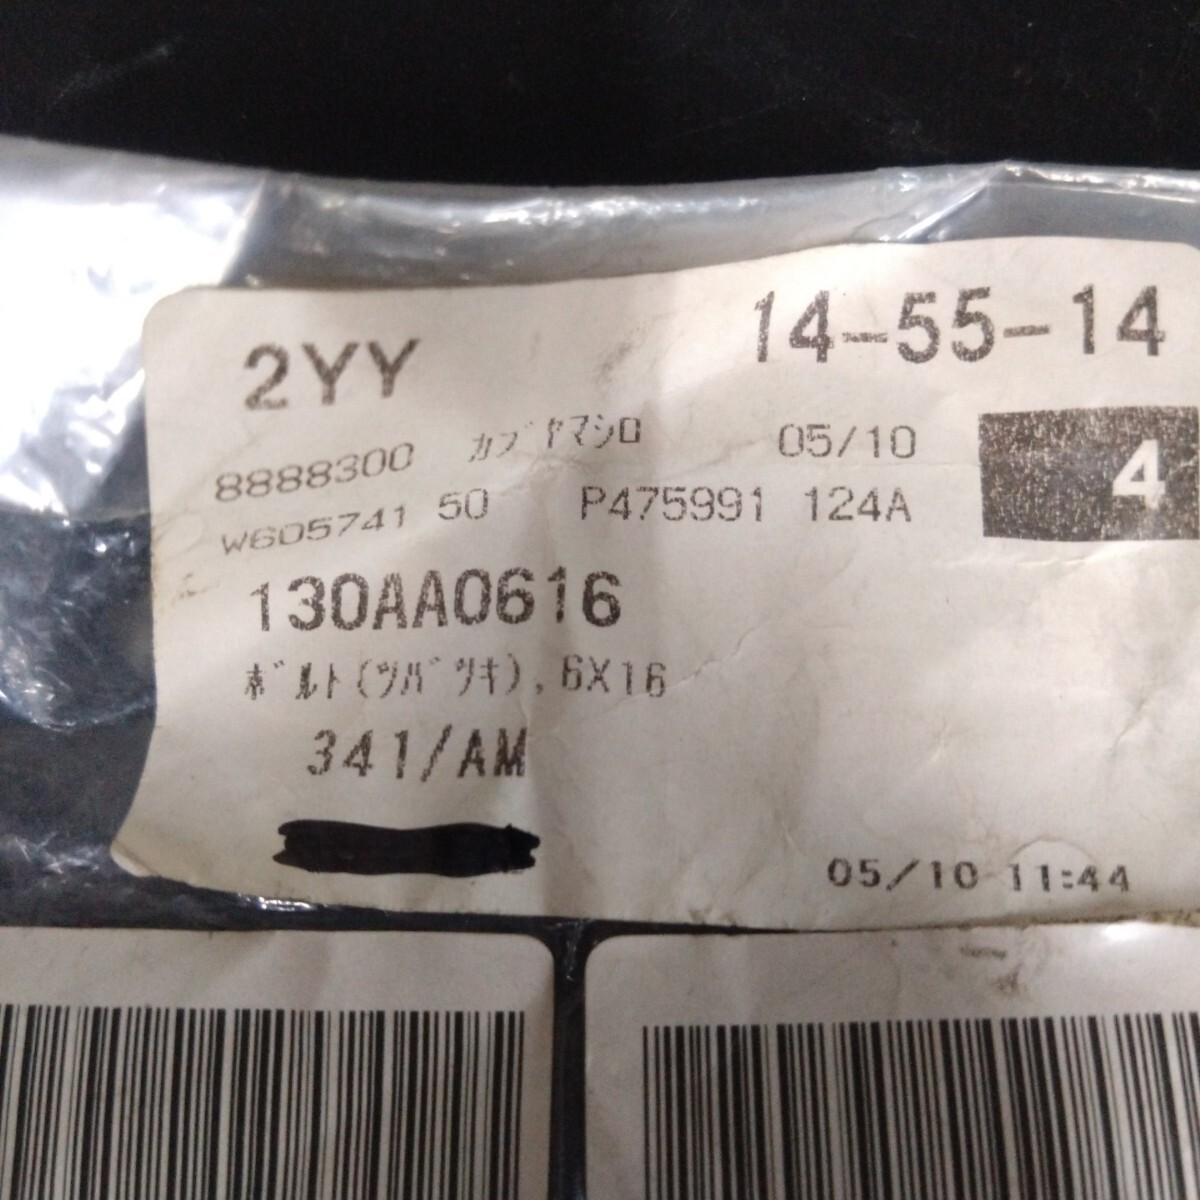 2YY 14-55-14
8888300 ｶﾌﾞﾔﾏｼﾛ 05/10 4
W605741 50 P475991 124A
130AA0616
ﾎﾞﾙﾄ(ﾂﾊﾞﾂｷ),6X16
341/AM
05/10 11:44